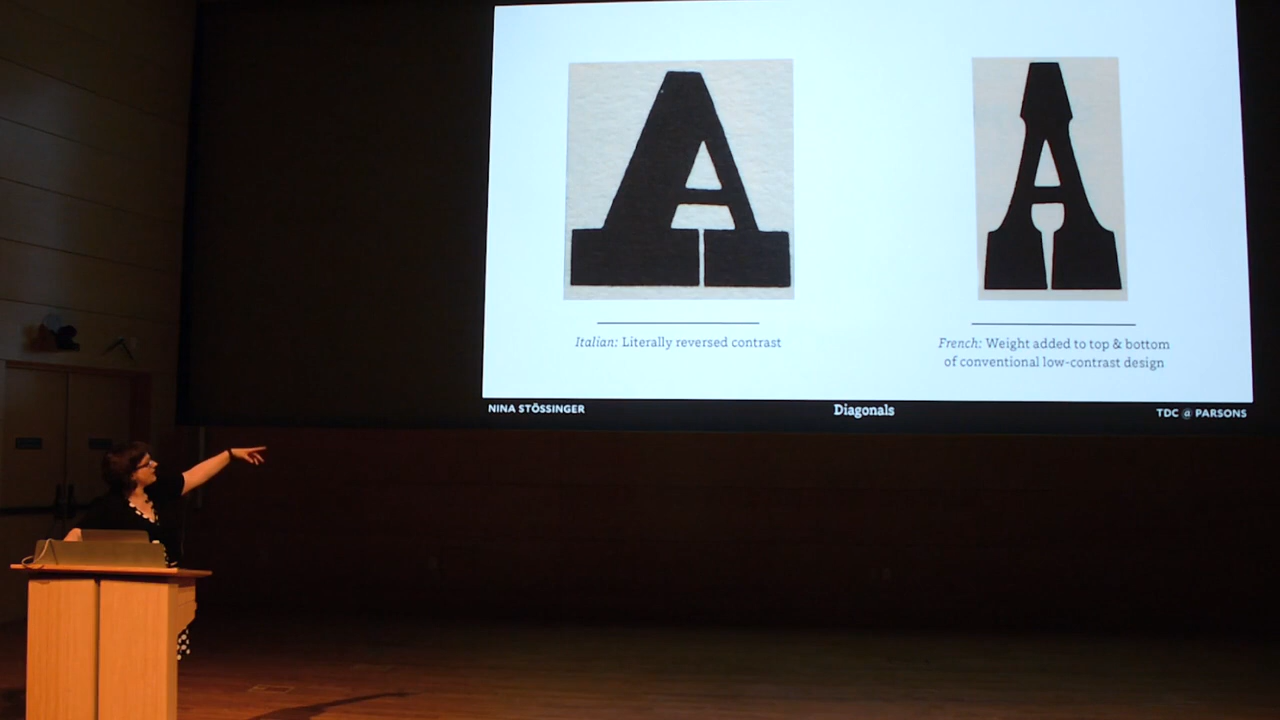 A
A
Italian: Literally reversed contrast
French: Weight added to top & bottom
of conventional low-contrast design
NINA STÖSSINGER
Diagonals
TDC @ PARSONS